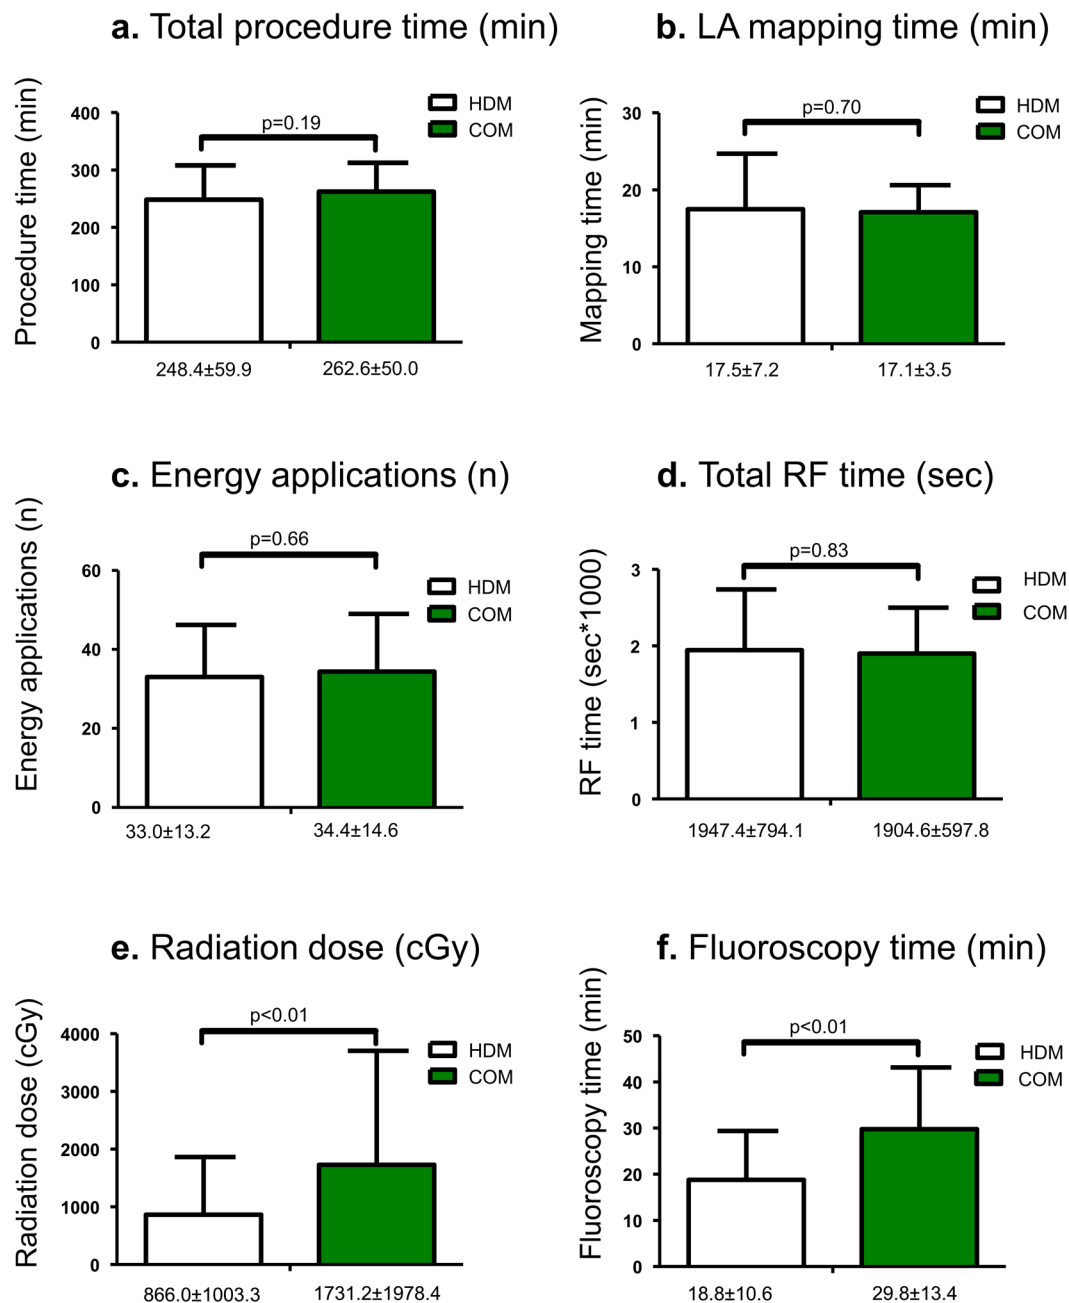 a. Total procedure time (min)
Procedure time (min)
400
300
200
100
0
p=0.19
HDM
COM
248.4±59.9
262.6±50.0
b. LA mapping time (min)
Mapping time (min)
30
20
10
0
p=0.70
HDM
COM
17.5±7.2
17.1±3.5
c. Energy applications (n)
Energy applications (n)
60
40
20
0
p=0.66
HDM
COM
33.0±13.2
34.4±14.6
d. Total RF time (sec)
RF time (sec*1000)
3
2
1
0
p=0.83
HDM
COM
1947.4±794.1
1904.6±597.8
e. Radiation dose (cGy)
Radiation dose (cGy)
4000
3000
2000
1000
0
p<0.01
HDM
COM
866.0±1003.3
1731.2±1978.4
f. Fluoroscopy time (min)
Fluoroscopy time (min)
50
40
30
20
10
0
p<0.01
HDM
COM
18.8±10.6
29.8±13.4